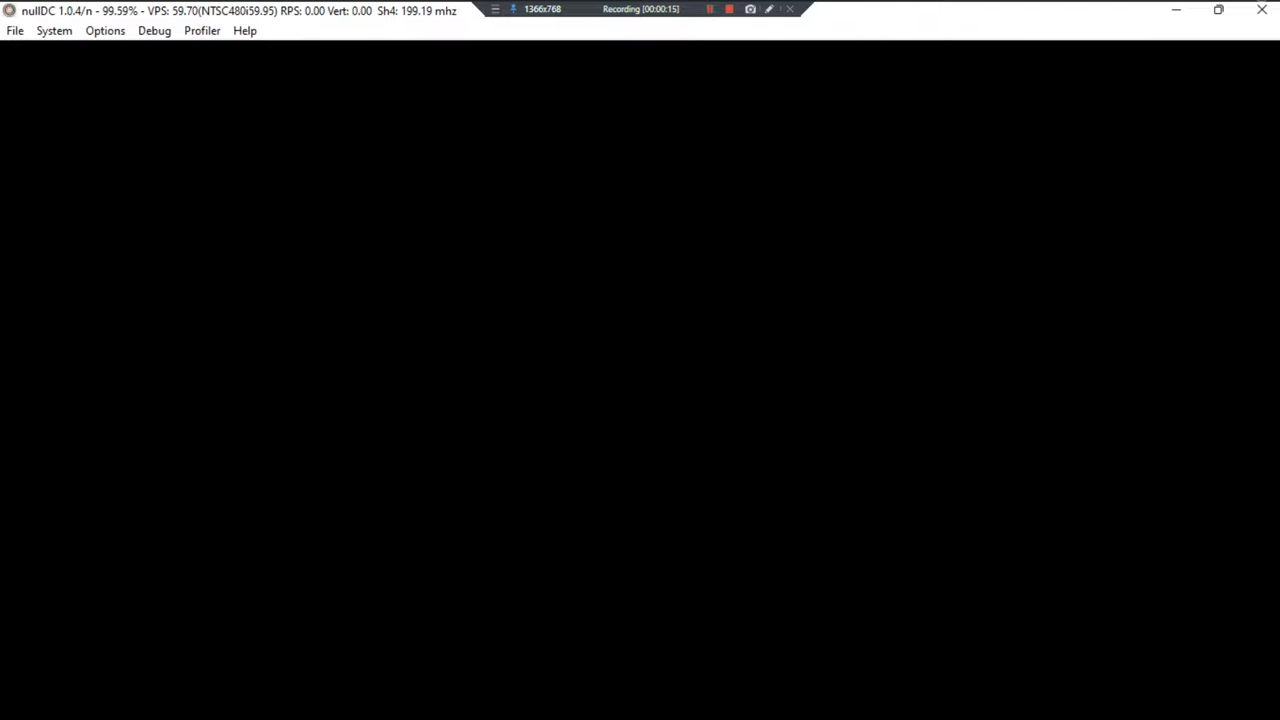 nullDC 1.0.4/n - 99.59% - VPS: 59.70(NTSC480i59.95) RPS: 0.00 Vert: 0.00 Sh4: 199.19 mhz
1366x768
Recording [00:00:15]
File System Options Debug Profiler Help